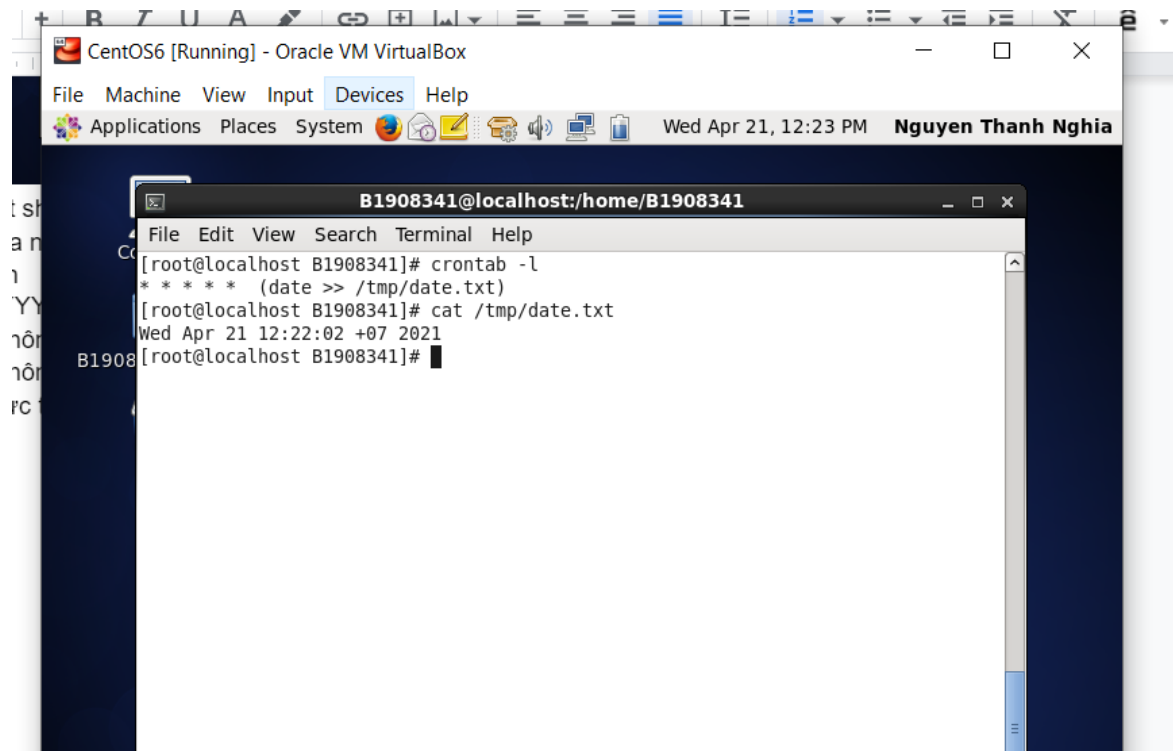 B I U A
CentOS6 [Running] - Oracle VM VirtualBox
File Machine View Input Devices Help
Applications Places System Wed Apr 21, 12:23 PM Nguyen Thanh Nghia
B1908341@localhost:/home/B1908341
File Edit View Search Terminal Help
[root@localhost B1908341]# crontab -l
* * * * * (date >> /tmp/date.txt)
[root@localhost B1908341]# cat /tmp/date.txt
Wed Apr 21 12:22:02 +07 2021
[root@localhost B1908341]#
B1908